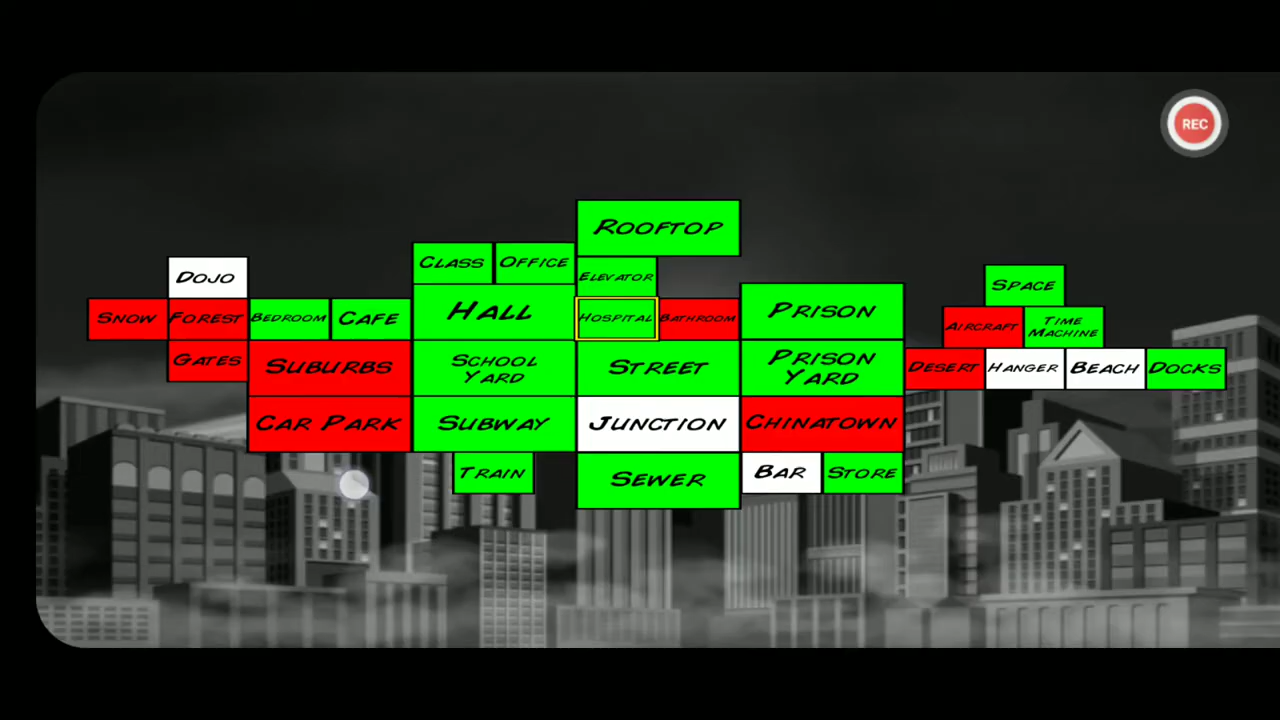 REC
ROOFTOP
CLASS
OFFICE
ELEVATOR
DOJO
SPACE
SNOW
FOREST
BEDROOM
CAFE
HALL
HOSPITAL
BATHROOM
PRISON
AIRCRAFT
TIME
MACHINE
GATES
SUBURBS
SCHOOL
YARD
STREET
PRISON
YARD
DESERT
HANGER
BEACH
DOCKS
CAR PARK
SUBWAY
JUNCTION
CHINATOWN
TRAIN
SEWER
BAR
STORE